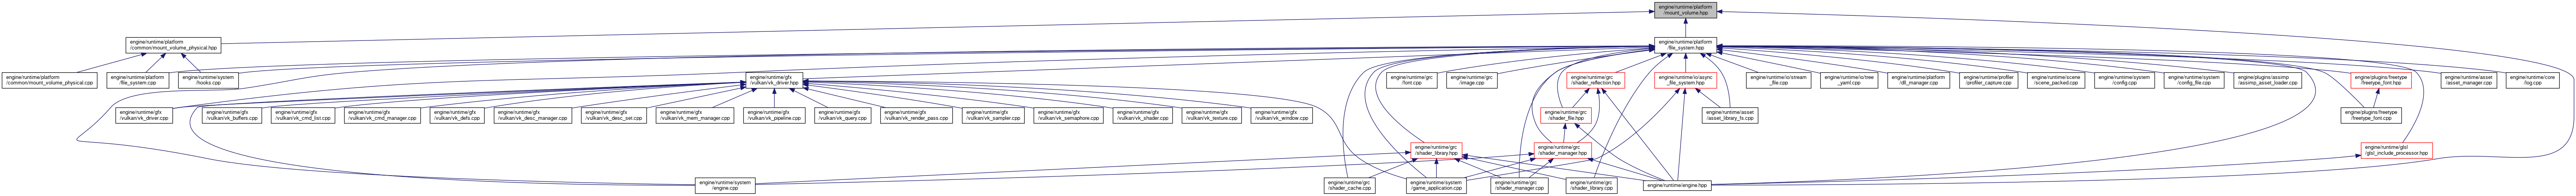 engine/runtime/platform
/mount_volume.hpp
engine/runtime/platform
/common/mount_volume_physical.hpp
engine/runtime/platform
/file_system.hpp
engine/runtime/platform
/common/mount_volume_physical.cpp
engine/runtime/platform
/file_system.cpp
engine/runtime/system
/hooks.cpp
engine/runtime/gfx
/vulkan/vk_driver.hpp
engine/runtime/grc
/font.cpp
engine/runtime/grc
/image.cpp
engine/runtime/grc
/shader_reflection.hpp
engine/runtime/io/async
_file_system.hpp
engine/runtime/io/stream
_file.cpp
engine/runtime/io/tree
_yaml.cpp
engine/runtime/platform
/dll_manager.cpp
engine/runtime/profiler
/profiler_capture.cpp
engine/runtime/scene
/scene_packed.cpp
engine/runtime/system
/config.cpp
engine/runtime/system
/config_file.cpp
engine/plugins/assimp
/assimp_asset_loader.cpp
engine/plugins/freetype
/freetype_font.hpp
engine/runtime/asset
/asset_manager.cpp
engine/runtime/core
/log.cpp
engine/runtime/gfx
/vulkan/vk_driver.cpp
engine/runtime/gfx
/vulkan/vk_buffers.cpp
engine/runtime/gfx
/vulkan/vk_cmd_list.cpp
engine/runtime/gfx
/vulkan/vk_cmd_manager.cpp
engine/runtime/gfx
/vulkan/vk_defs.cpp
engine/runtime/gfx
/vulkan/vk_desc_manager.cpp
engine/runtime/gfx
/vulkan/vk_desc_set.cpp
engine/runtime/gfx
/vulkan/vk_mem_manager.cpp
engine/runtime/gfx
/vulkan/vk_pipeline.cpp
engine/runtime/gfx
/vulkan/vk_query.cpp
engine/runtime/gfx
/vulkan/vk_render_pass.cpp
engine/runtime/gfx
/vulkan/vk_sampler.cpp
engine/runtime/gfx
/vulkan/vk_semaphore.cpp
engine/runtime/gfx
/vulkan/vk_shader.cpp
engine/runtime/gfx
/vulkan/vk_texture.cpp
engine/runtime/gfx
/vulkan/vk_window.cpp
engine/runtime/grc
/shader_file.hpp
engine/runtime/asset
/asset_library_fs.cpp
engine/plugins/freetype
/freetype_font.cpp
engine/runtime/grc
/shader_library.hpp
engine/runtime/grc
/shader_manager.hpp
engine/runtime/glsl
/glsl_include_processor.hpp
engine/runtime/system
/engine.cpp
engine/runtime/grc
/shader_cache.cpp
engine/runtime/system
/game_application.cpp
engine/runtime/grc
/shader_manager.cpp
engine/runtime/grc
/shader_library.cpp
engine/runtime/engine.hpp